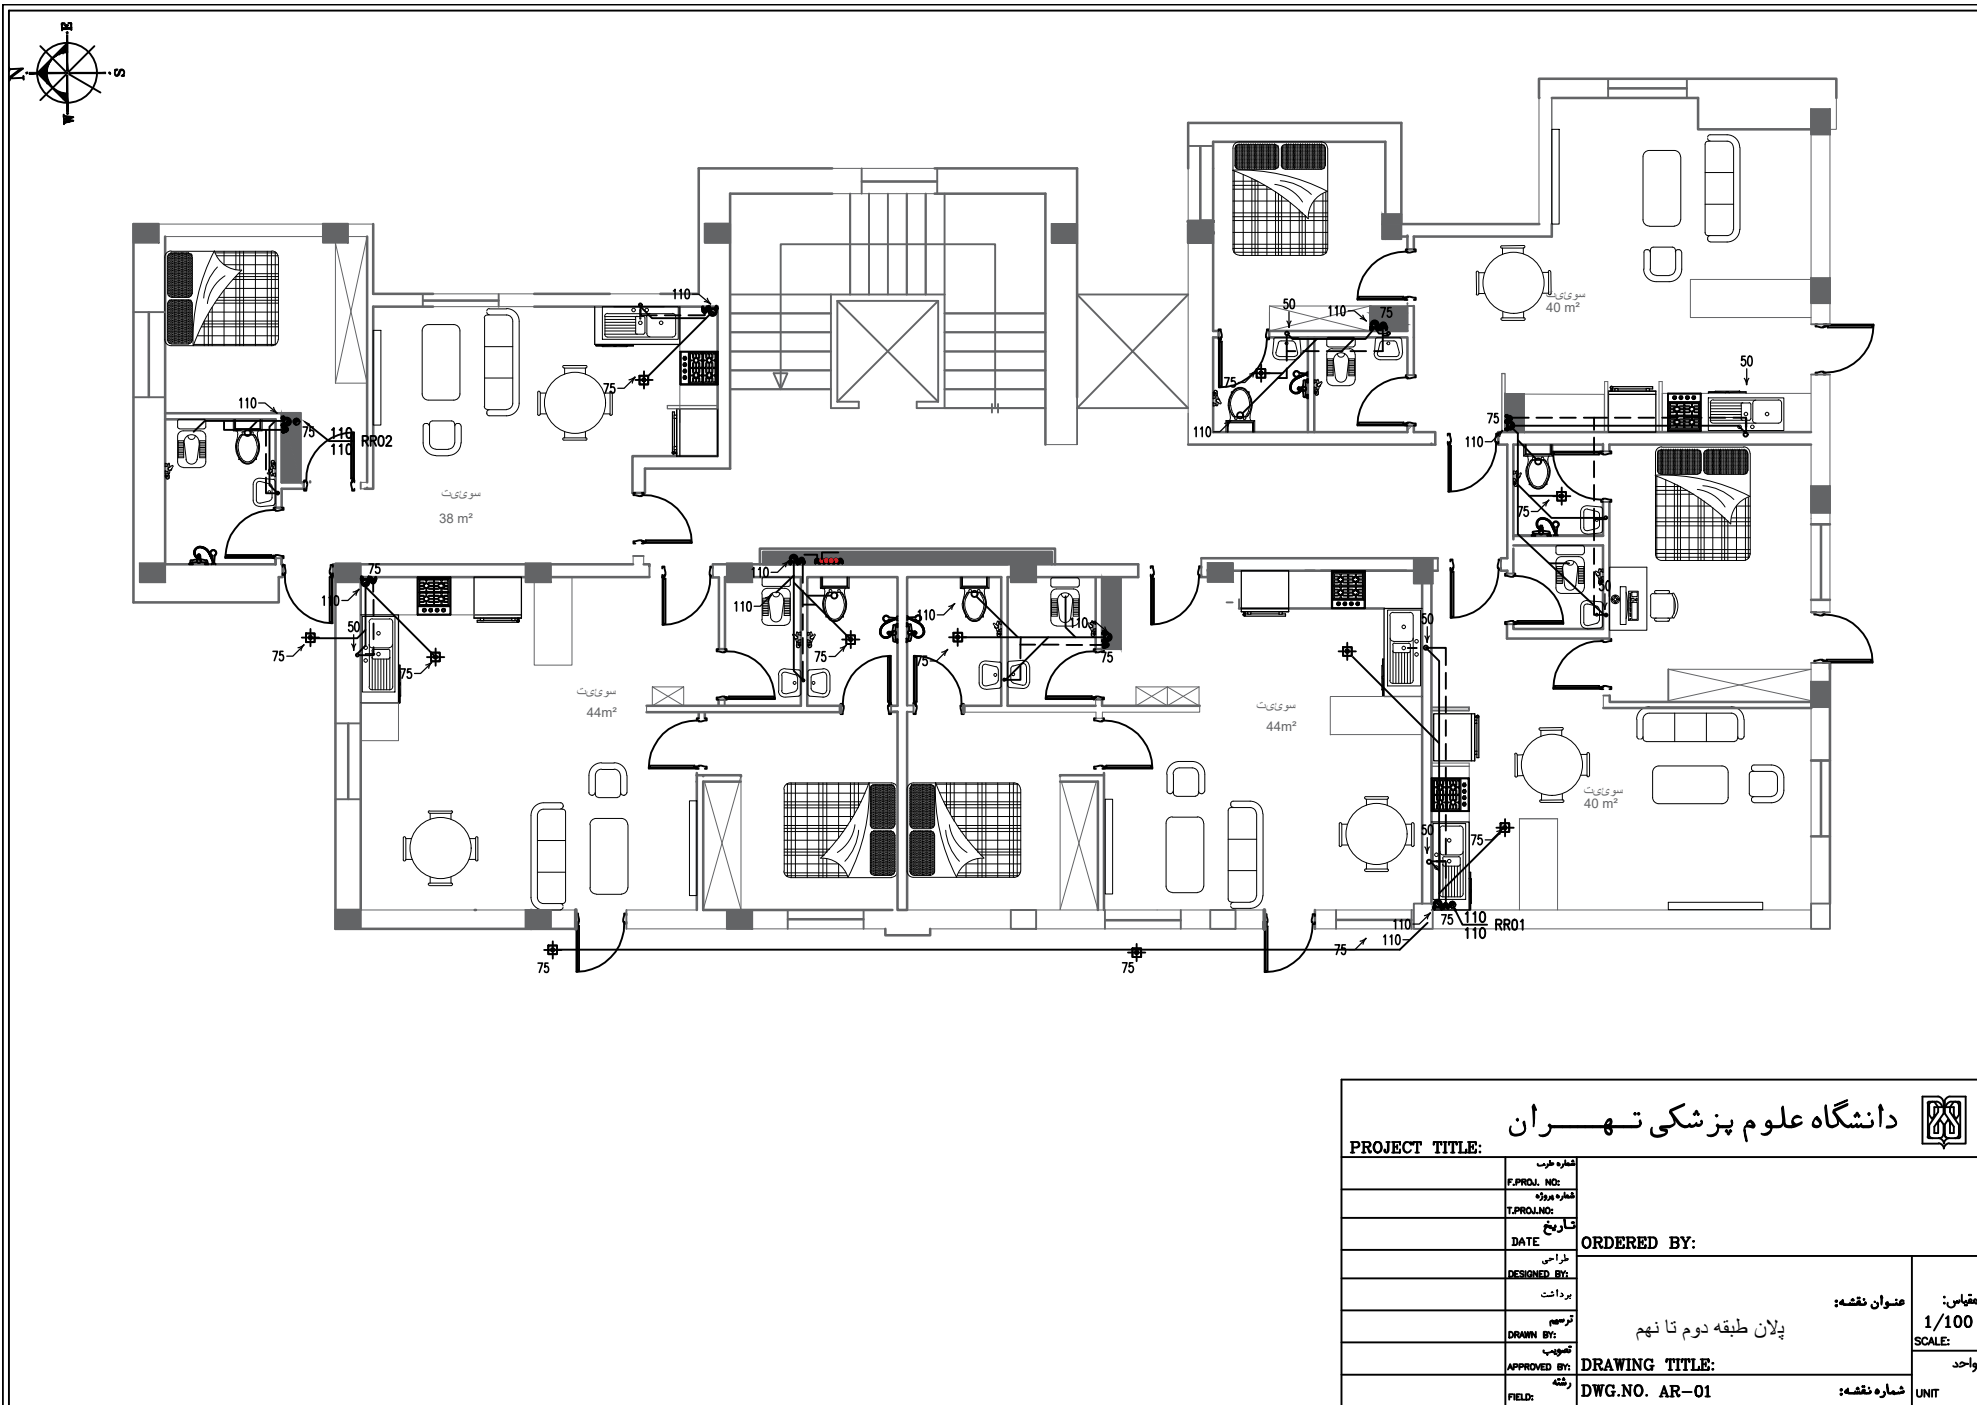 E
N
S
W
110
75
50
110
75
110
75
110
110
110
75
110
110
RR02
75
110
50
75
75
سوئیت
38 m²
سوئیت
40 m²
50
75
110
75
50
110
110
75
110
75
110
75
سوئیت
44m²
سوئیت
44m²
50
50
75
سوئیت
40 m²
110
75
110
110
RR01
110
75
75
75
دانشگاه علوم پزشکی تهران
PROJECT TITLE:
F.PROJ. NO:
شماره پروژه
T.PROJ.NO:
تاریخ
DATE
ORDERED BY:
طراحی
DESIGNED BY:
برداشت
ترسیم
DRAWN BY:
تصویب
APPROVED BY:
رشته
FIELD:
عنوان نقشه:
پلان طبقه دوم تا نهم
DRAWING TITLE:
DWG.NO. AR-01
شماره نقشه:
مقیاس:
1/100
SCALE:
واحد
UNIT